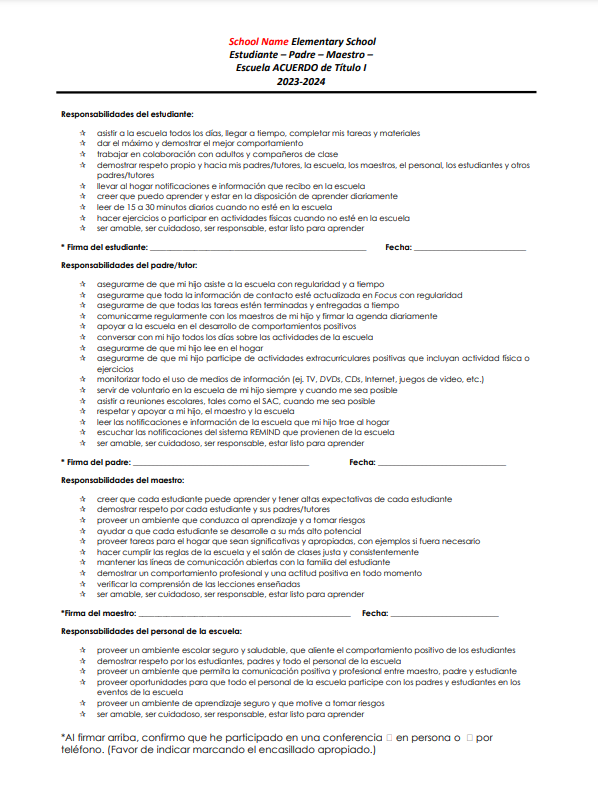 School Name Elementary School
Estudiante – Padre – Maestro –
Escuela ACUERDO de Título I
2023-2024
Responsabilidades del estudiante:
✰ asistir a la escuela todos los días, llegar a tiempo, completar mis tareas y materiales
✰ dar el máximo y demostrar el mejor comportamiento
✰ trabajar en colaboración con adultos y compañeros de clase
✰ demostrar respeto propio y hacia mis padres/tutores, la escuela, los maestros, el personal, los estudiantes y otros
padres/tutores
✰ llevar al hogar notificaciones e información que recibo en la escuela
✰ creer que puedo aprender y estar en la disposición de aprender diariamente
✰ leer de 15 a 30 minutos diarios cuando no esté en la escuela
✰ hacer ejercicios o participar en actividades físicas cuando no esté en la escuela
✰ ser amable, ser cuidadoso, ser responsable, estar listo para aprender
* Firma del estudiante: ____________________ Fecha: ____________________
Responsabilidades del padre/tutor:
✰ asegurarme de que mi hijo asiste a la escuela con regularidad y a tiempo
✰ asegurarme de que toda la información de contacto esté actualizada en Focus con regularidad
✰ asegurarme de que todas las tareas estén terminadas y entregadas a tiempo
✰ comunicarme regularmente con los maestros de mi hijo y firmar la agenda diariamente
✰ apoyar a la escuela en el desarrollo de comportamientos positivos
✰ conversar con mi hijo todos los días sobre las actividades de la escuela
✰ asegurarme de que mi hijo lee en el hogar
✰ asegurarme de que mi hijo participe de actividades extracurriculares positivas que incluyan actividad física o
ejercicios
✰ monitorizar todo el uso de medios de información (ej. TV, DVDs, CDs, Internet, juegos de video, etc.)
✰ servir de voluntario en la escuela de mi hijo siempre y cuando me sea posible
✰ asistir a reuniones escolares, tales como el SAC, cuando me sea posible
✰ respetar y apoyar a mi hijo, el maestro y la escuela
✰ leer las notificaciones e información de la escuela que mi hijo trae al hogar
✰ escuchar las notificaciones del sistema REMIND que provienen de la escuela
✰ ser amable, ser cuidadoso, ser responsable, estar listo para aprender
* Firma del padre: ____________________ Fecha: ____________________
Responsabilidades del maestro:
✰ creer que cada estudiante puede aprender y tener altas expectativas de cada estudiante
✰ demostrar respeto por cada estudiante y sus padres/tutores
✰ proveer un ambiente que conduzca al aprendizaje y a tomar riesgos
✰ ayudar a que cada estudiante se desarrolle a su más alto potencial
✰ proveer tareas para el hogar que sean significativas y apropiadas, con ejemplos si fuera necesario
✰ hacer cumplir las reglas de la escuela y el salón de clases justa y consistentemente
✰ mantener las líneas de comunicación abiertas con la familia del estudiante
✰ demostrar un comportamiento profesional y una actitud positiva en todo momento
✰ verificar la comprensión de las lecciones enseñadas
✰ ser amable, ser cuidadoso, ser responsable, estar listo para aprender
*Firma del maestro: ____________________ Fecha: ____________________
Responsabilidades del personal de la escuela:
✰ proveer un ambiente escolar seguro y saludable, que aliente el comportamiento positivo de los estudiantes
✰ demostrar respeto por los estudiantes, padres y todo el personal de la escuela
✰ proveer un ambiente que permita la comunicación positiva y profesional entre maestro, padre y estudiante
✰ proveer oportunidades para que todo el personal de la escuela participe con los padres y estudiantes en los
eventos de la escuela
✰ proveer un ambiente de aprendizaje seguro y que motive a tomar riesgos
✰ ser amable, ser cuidadoso, ser responsable, estar listo para aprender
*Al firmar arriba, confirmo que he participado en una conferencia □ en persona o □ por
teléfono. (Favor de indicar marcando el encasillado apropiado.)